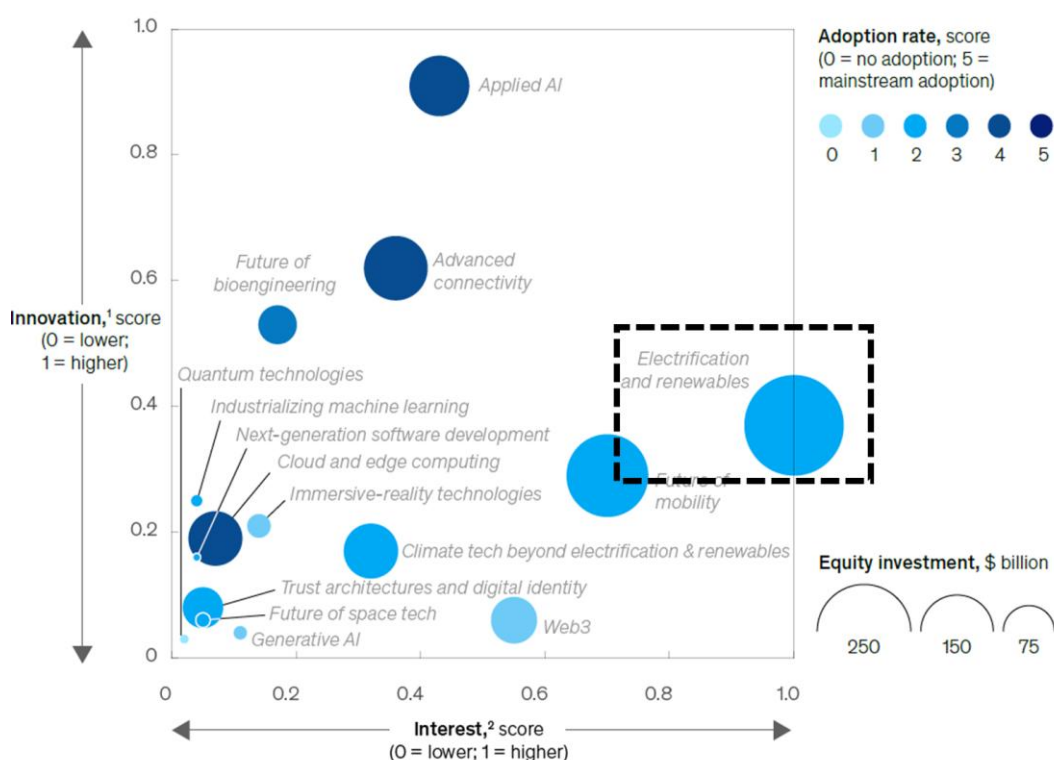 1.0
0.8
0.6
0.4
0.2
0
Innovation,¹ score
(0 = lower;
1 = higher)
Applied AI
Future of
bioengineering
Advanced
connectivity
Electrification
and renewables
Quantum technologies
Industrializing machine learning
Next-generation software development
Cloud and edge computing
Immersive-reality technologies
Future of
mobility
Climate tech beyond electrification & renewables
Trust architectures and digital identity
Future of space tech
Generative AI
Web3
0 0.2 0.4 0.6 0.8 1.0
Interest,² score
(0 = lower; 1 = higher)
Adoption rate, score
(0 = no adoption; 5 =
mainstream adoption)
0 1 2 3 4 5
Equity investment, $ billion
250 150 75